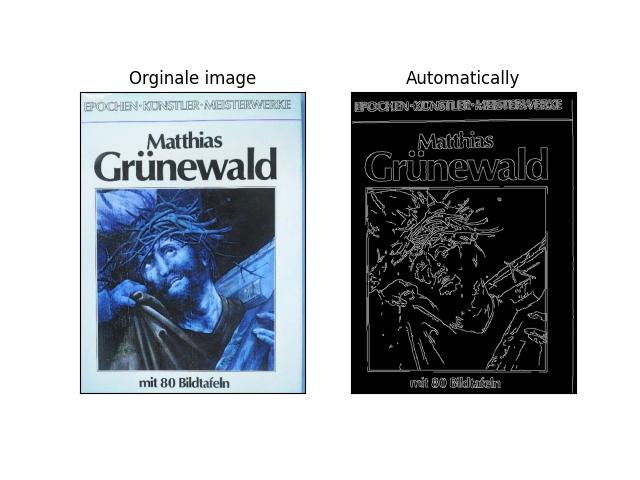 Orginale image
EPOCHEN·KÜNSTLER·MEISTERWERKE
Matthias
Grünewald
mit 80 Bildtafeln
Automatically
EPOCHEN·KÜNSTLER·MEISTERWERKE
Matthias
Grünewald
mit 80 Bildtafeln